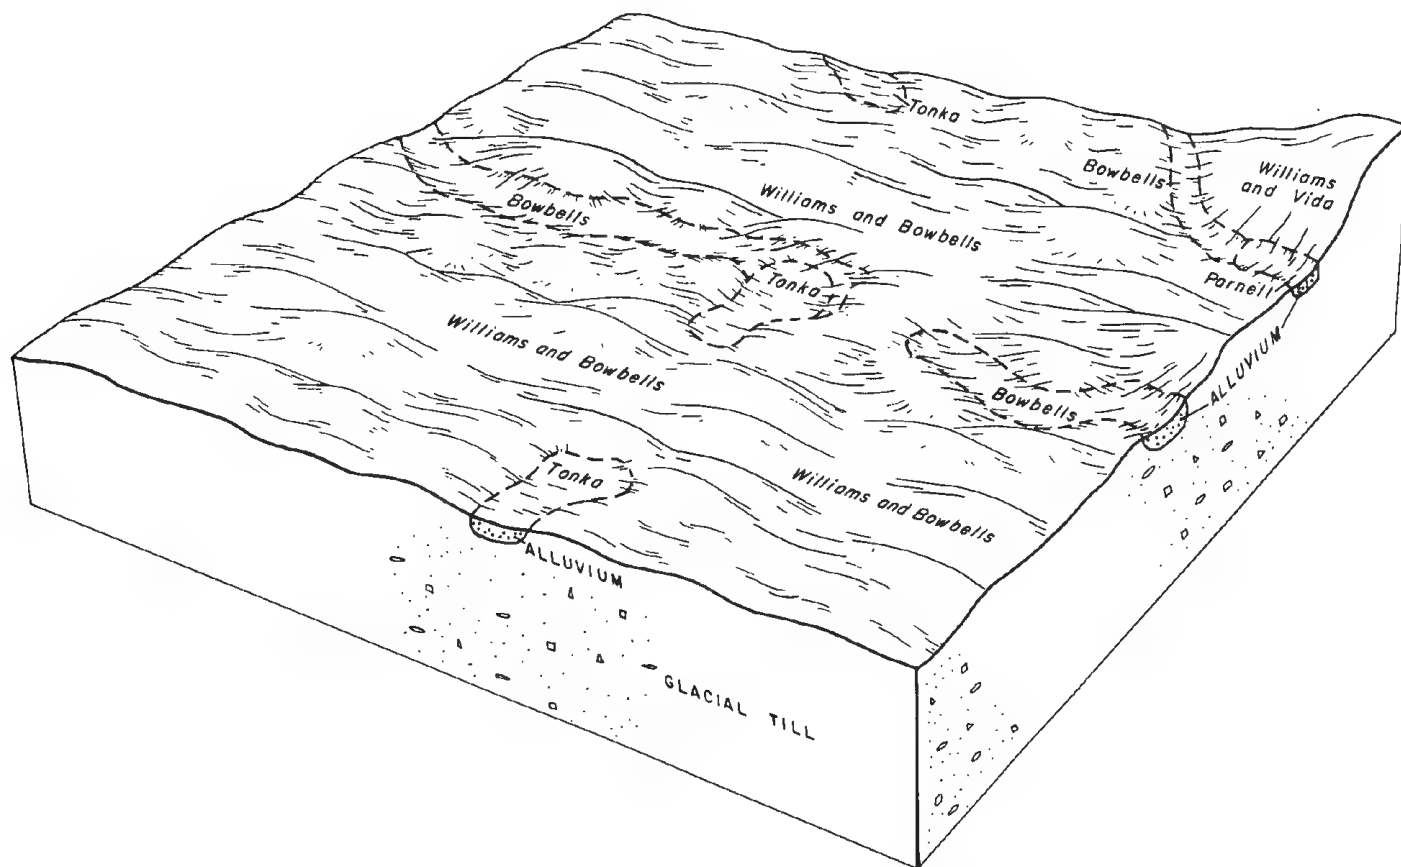 Tonka
Bowbells
Williams
and Vida
Williams and Bowbells
Bowbells
Tonka
Parnell
ALLUVIUM
Williams and Bowbells
Bowbells
Tonka
Williams and Bowbells
ALLUVIUM
GLACIAL TILL